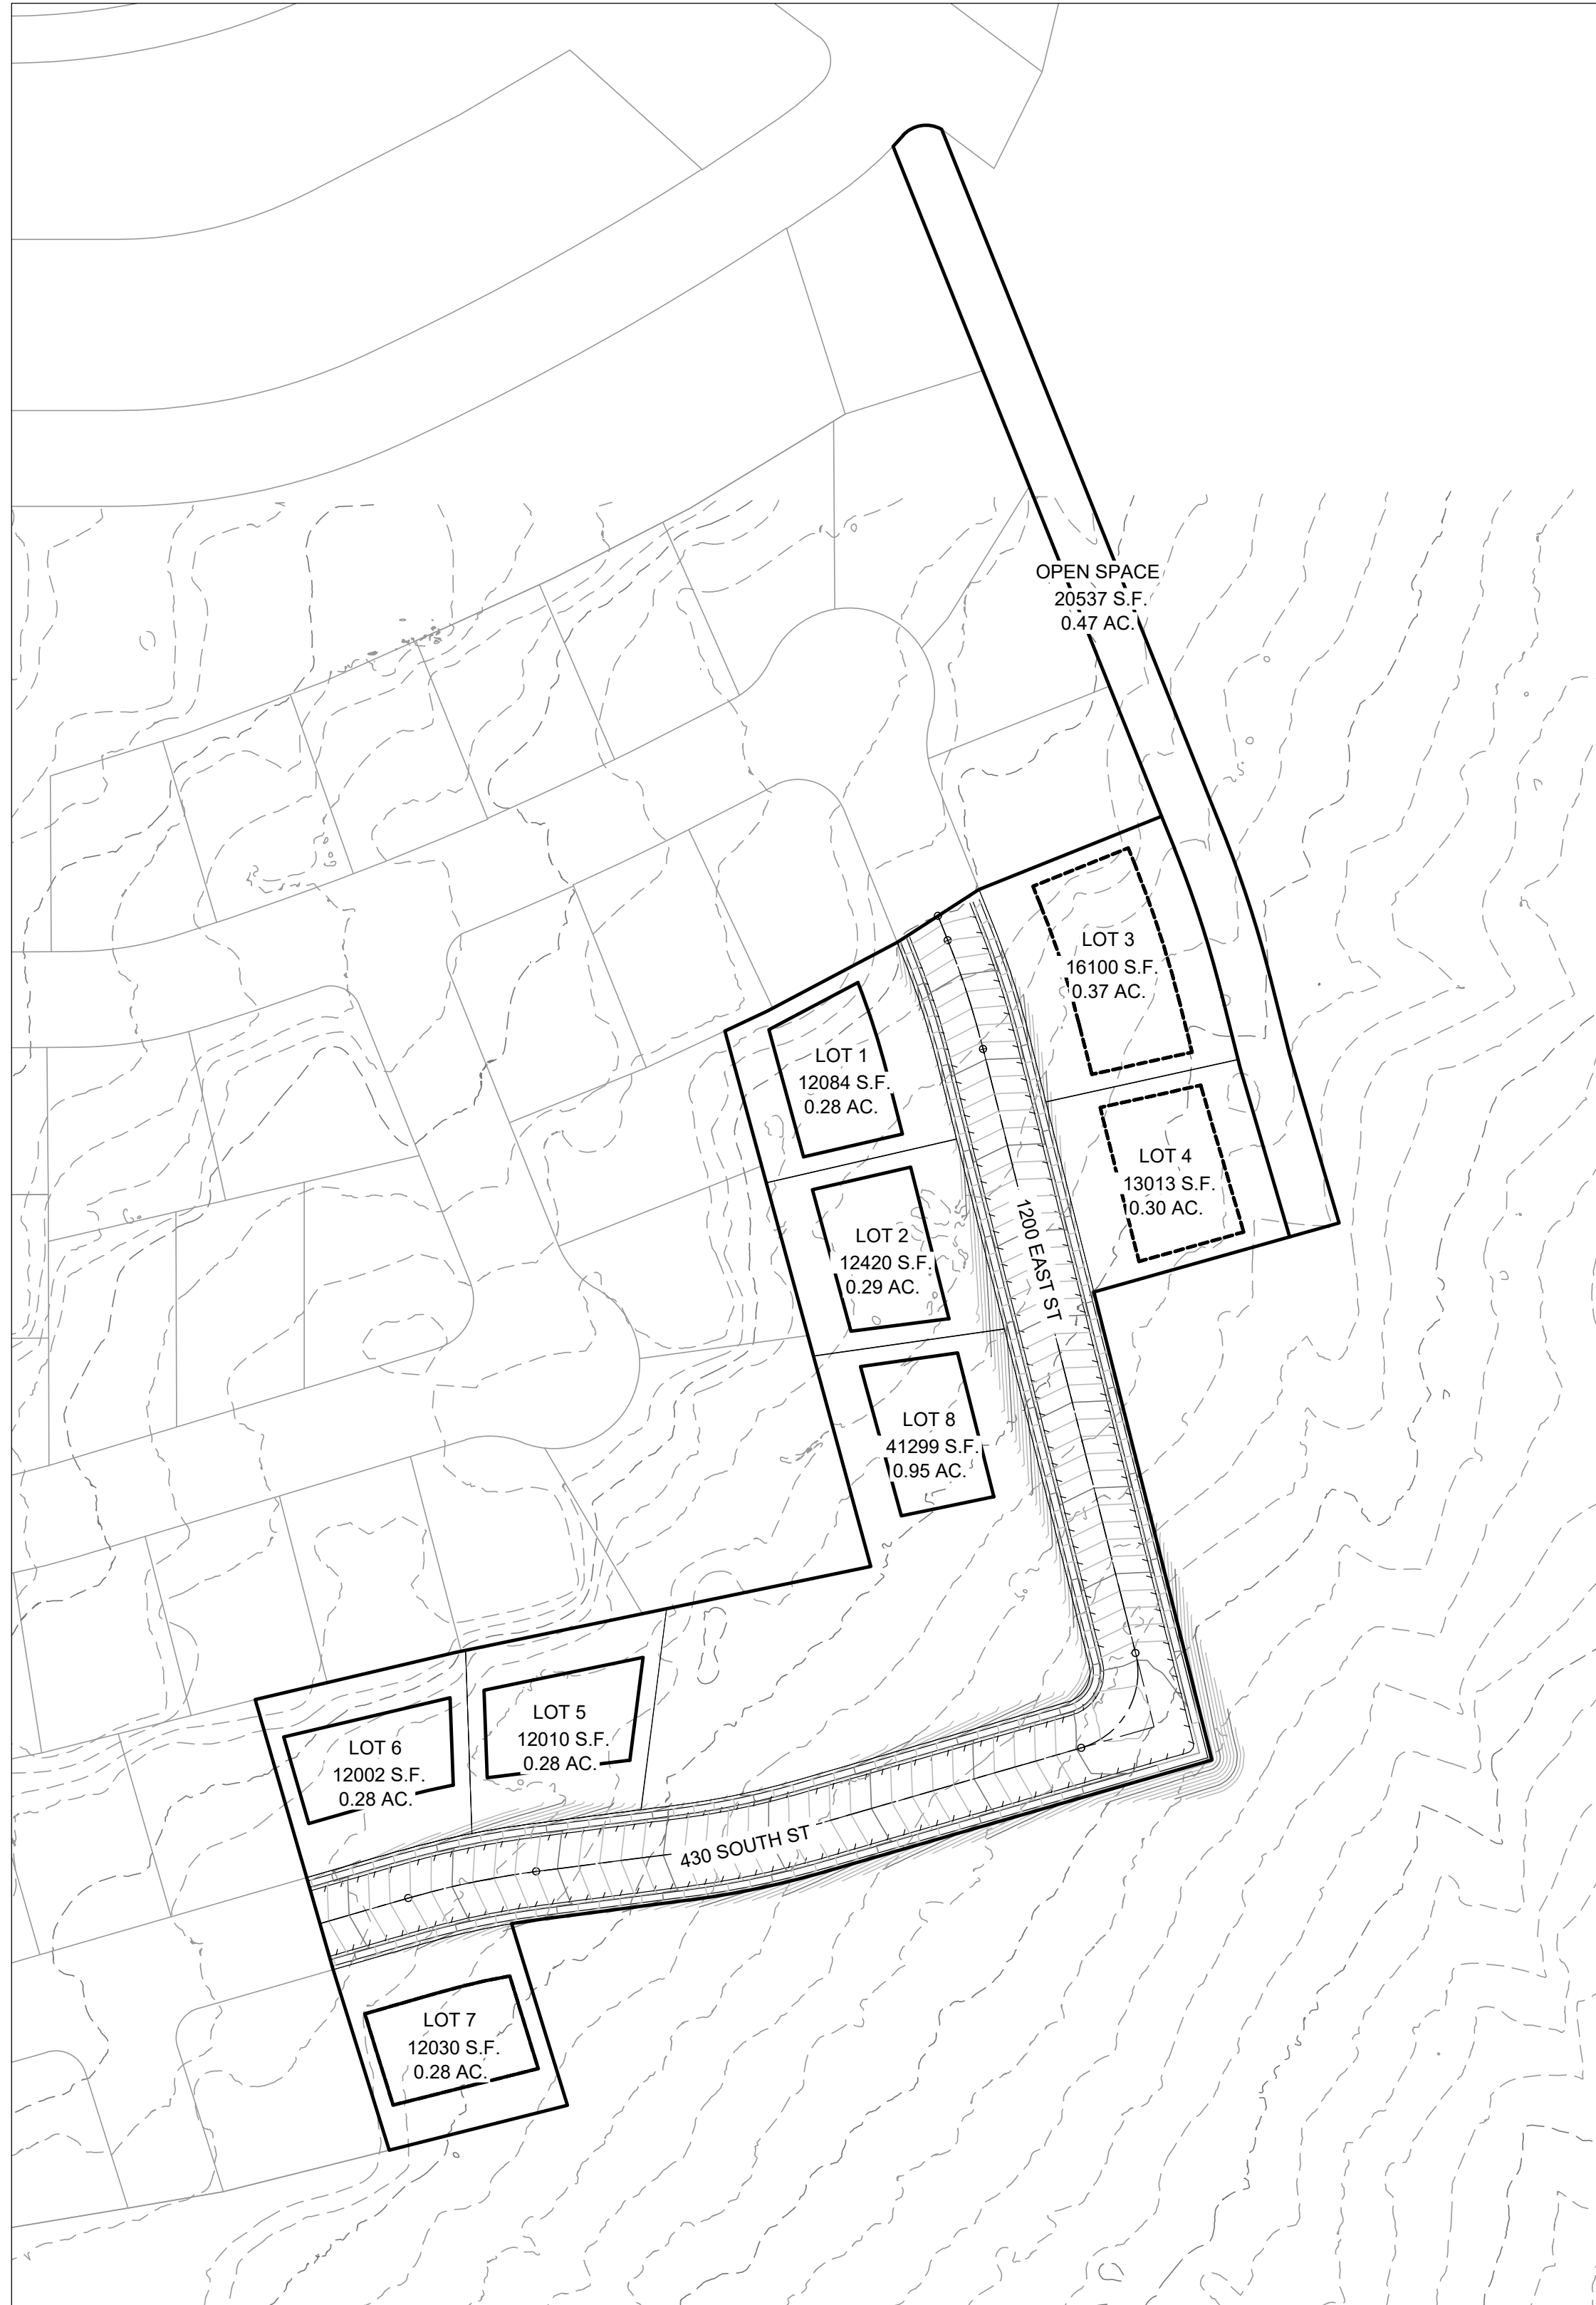 OPEN SPACE
20537 S.F.
0.47 AC.
LOT 3
16100 S.F.
0.37 AC.
LOT 1
12084 S.F.
0.28 AC.
LOT 4
13013 S.F.
0.30 AC.
1200 EAST ST
LOT 2
12420 S.F.
0.29 AC.
LOT 8
41299 S.F.
0.95 AC.
LOT 5
12010 S.F.
0.28 AC.
LOT 6
12002 S.F.
0.28 AC.
430 SOUTH ST
LOT 7
12030 S.F.
0.28 AC.